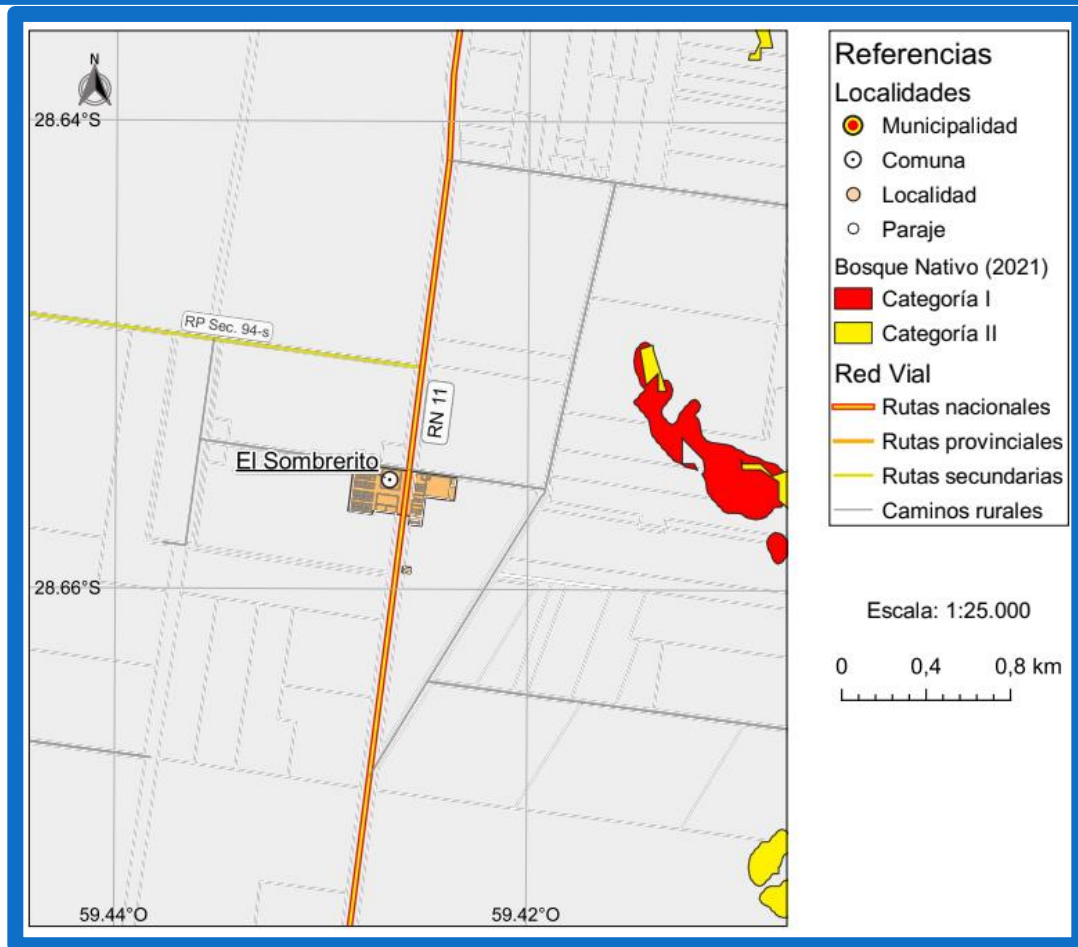 N
28.64°S
RP Sec. 94-s
RN 11
El Sombrerito
28.66°S
59.44°O
59.42°O
Referencias
Localidades
Municipalidad
Comuna
Localidad
Paraje
Bosque Nativo (2021)
Categoría I
Categoría II
Red Vial
Rutas nacionales
Rutas provinciales
Rutas secundarias
Caminos rurales
Escala: 1:25.000
0 0,4 0,8 km